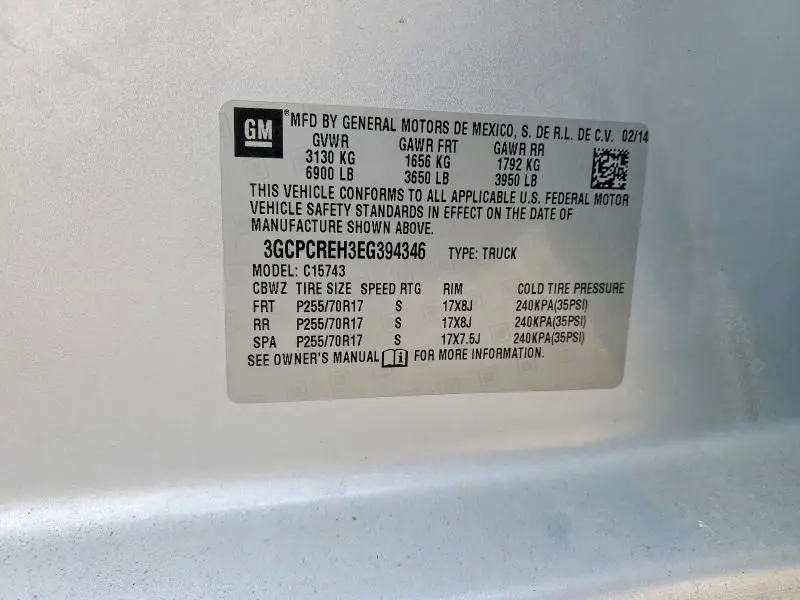 GM ® MFD BY GENERAL MOTORS DE MEXICO, S. DE R.L. DE C.V. 02/14
GVWR GAWR FRT GAWR RR
3130 KG 1656 KG 1792 KG
6900 LB 3650 LB 3950 LB
THIS VEHICLE CONFORMS TO ALL APPLICABLE U.S. FEDERAL MOTOR
VEHICLE SAFETY STANDARDS IN EFFECT ON THE DATE OF
MANUFACTURE SHOWN ABOVE.
3GCPCREH3EG394346 TYPE: TRUCK
MODEL: C15743
CBWZ TIRE SIZE SPEED RTG RIM COLD TIRE PRESSURE
FRT P255/70R17 S 17X8J 240KPA(35PSI)
RR P255/70R17 S 17X8J 240KPA(35PSI)
SPA P255/70R17 S 17X7.5J 240KPA(35PSI)
SEE OWNER'S MANUAL FOR MORE INFORMATION.